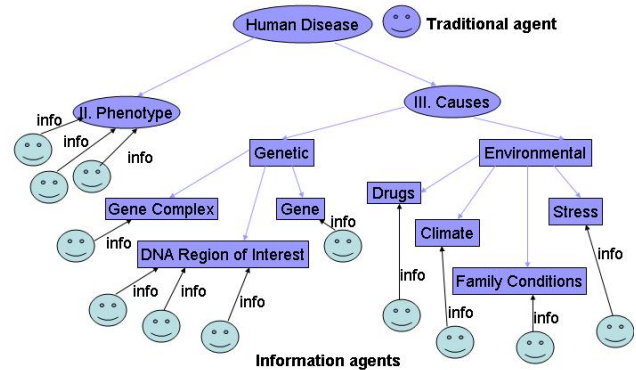 Human Disease
Traditional agent
II. Phenotype
III. Causes
info
info
info
Genetic
Environmental
Drugs
Gene Complex
Gene
Stress
info
info
Climate
DNA Region of Interest
info
info
Family Conditions
info
info
info
info
info
info
Information agents